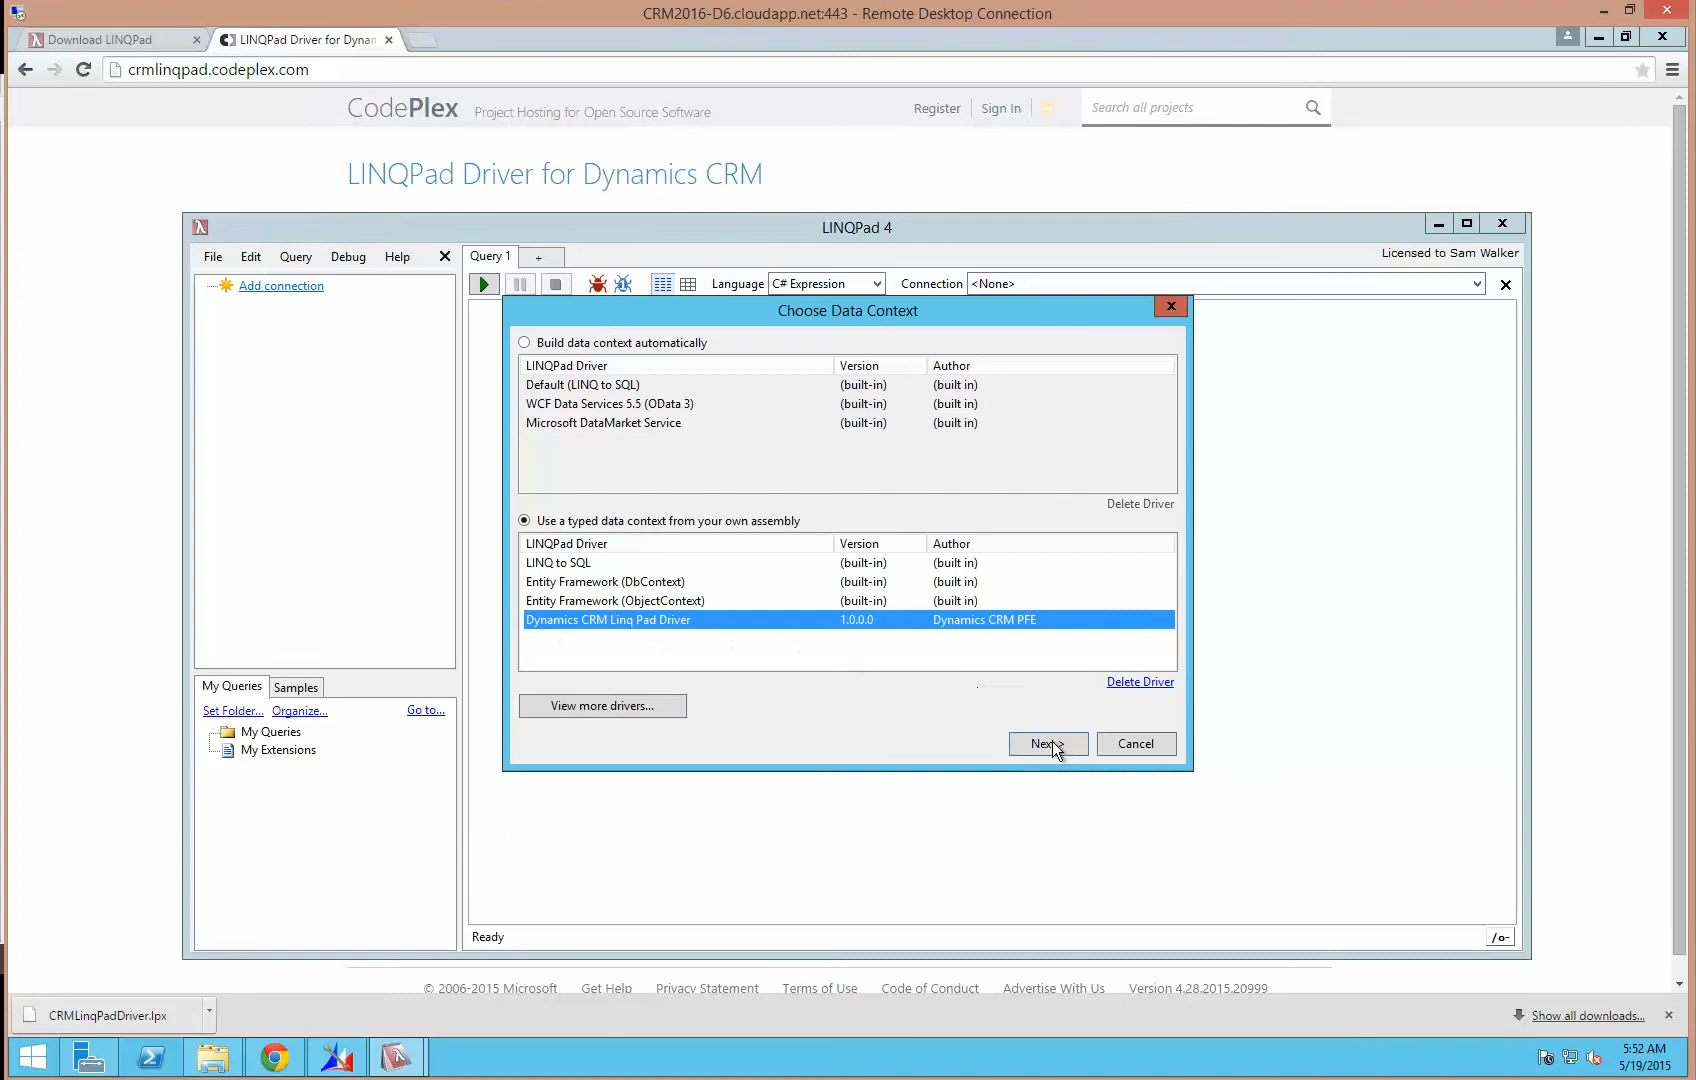 CRM2016-D6.cloudapp.net:443 - Remote Desktop Connection
Download LINQPad
LINQPad Driver for Dynan
crmlinqpad.codeplex.com
CodePlex Project Hosting for Open Source Software
Register Sign In Search all projects
LINQPad Driver for Dynamics CRM
LINQPad 4
File Edit Query Debug Help
Query 1 +
Licensed to Sam Walker
Add connection
Language C# Expression Connection <None>
Choose Data Context
Build data context automatically
LINQPad Driver Version Author
Default (LINQ to SQL) (built-in) (built in)
WCF Data Services 5.5 (OData 3) (built-in) (built in)
Microsoft DataMarket Service (built-in) (built in)
Delete Driver
Use a typed data context from your own assembly
LINQPad Driver Version Author
LINQ to SQL (built-in) (built in)
Entity Framework (DbContext) (built-in) (built in)
Entity Framework (ObjectContext) (built-in) (built in)
Dynamics CRM Linq Pad Driver 1.0.0.0 Dynamics CRM PFE
Delete Driver
View more drivers...
Next > Cancel
My Queries Samples
Set Folder... Organize... Go to...
My Queries
My Extensions
Ready
/o-
© 2006-2015 Microsoft Get Help Privacy Statement Terms of Use Code of Conduct Advertise With Us Version 4.28.2015.20999
CRMLinqPadDriver.lpx
Show all downloads...
5:52 AM
5/19/2015